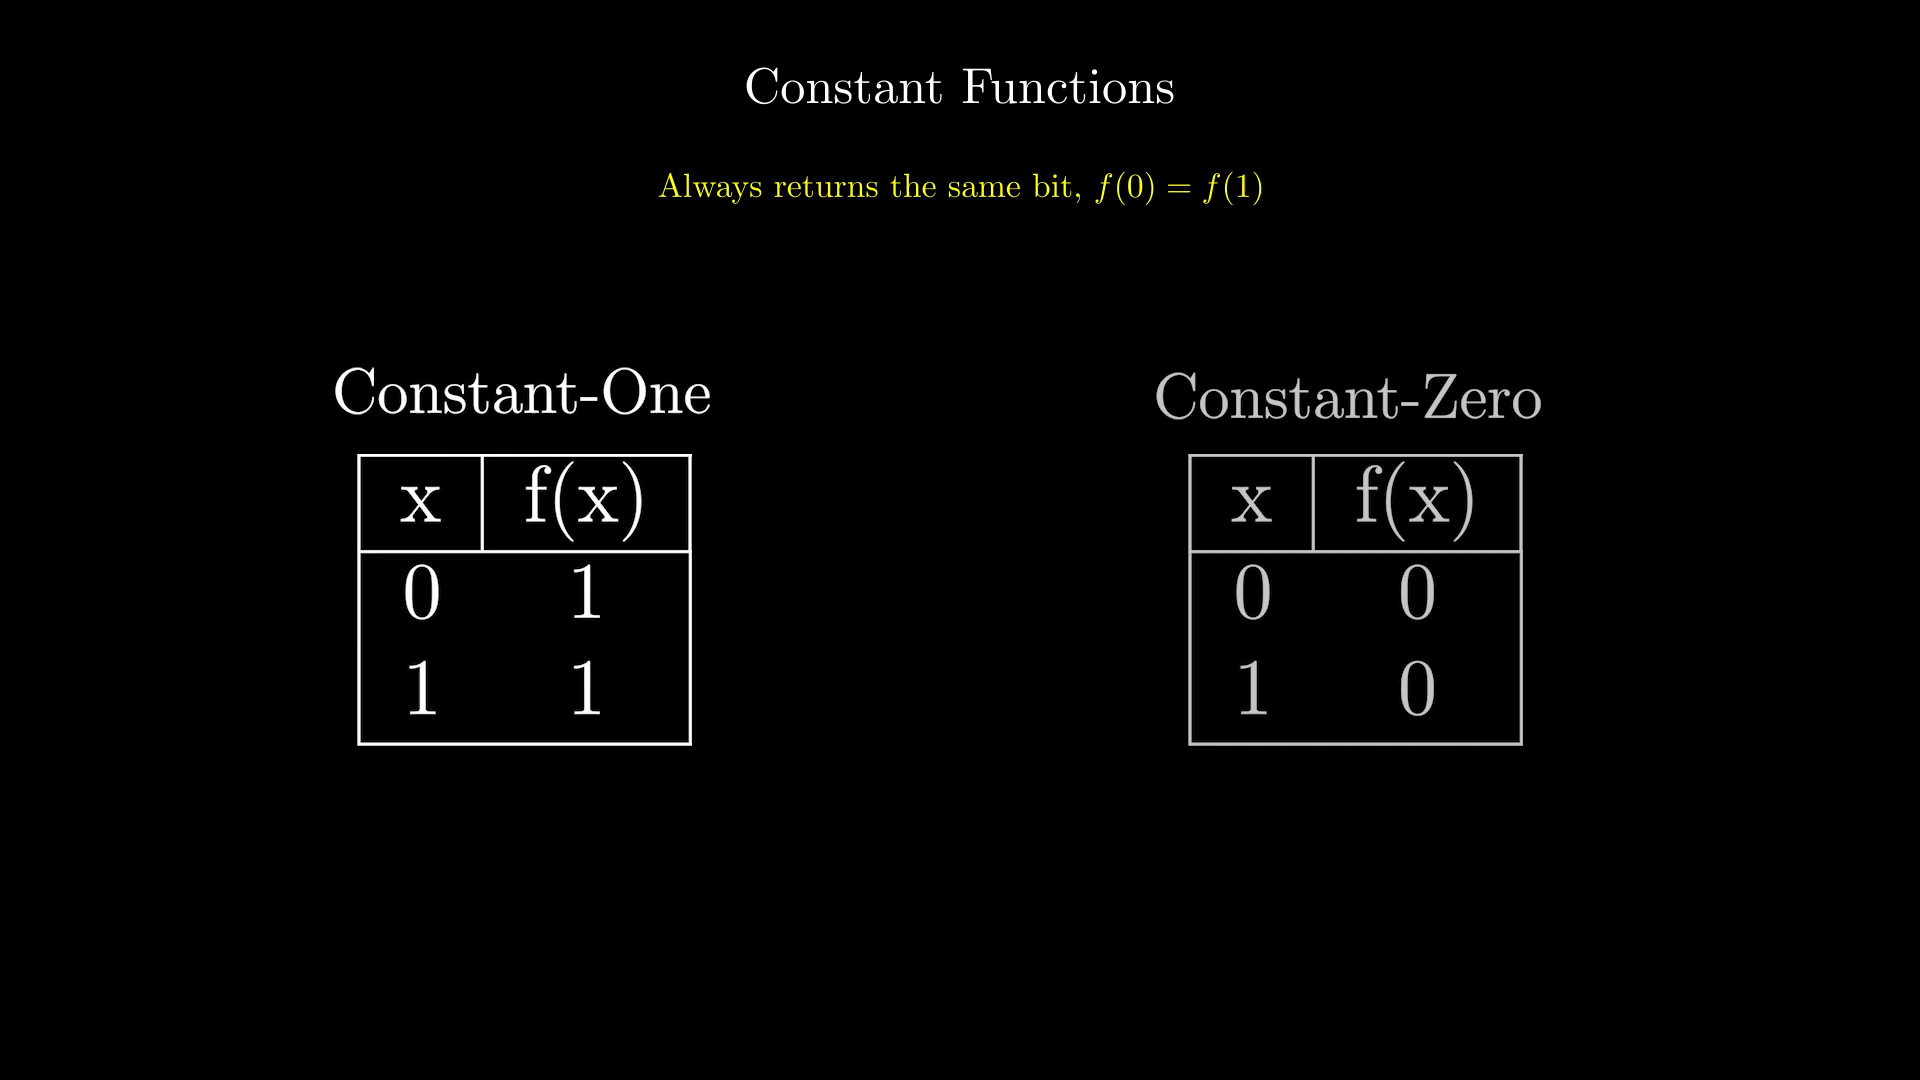 Constant Functions
Always returns the same bit, f(0) = f(1)
Constant-One
x f(x)
0 1
1 1
Constant-Zero
x f(x)
0 0
1 0